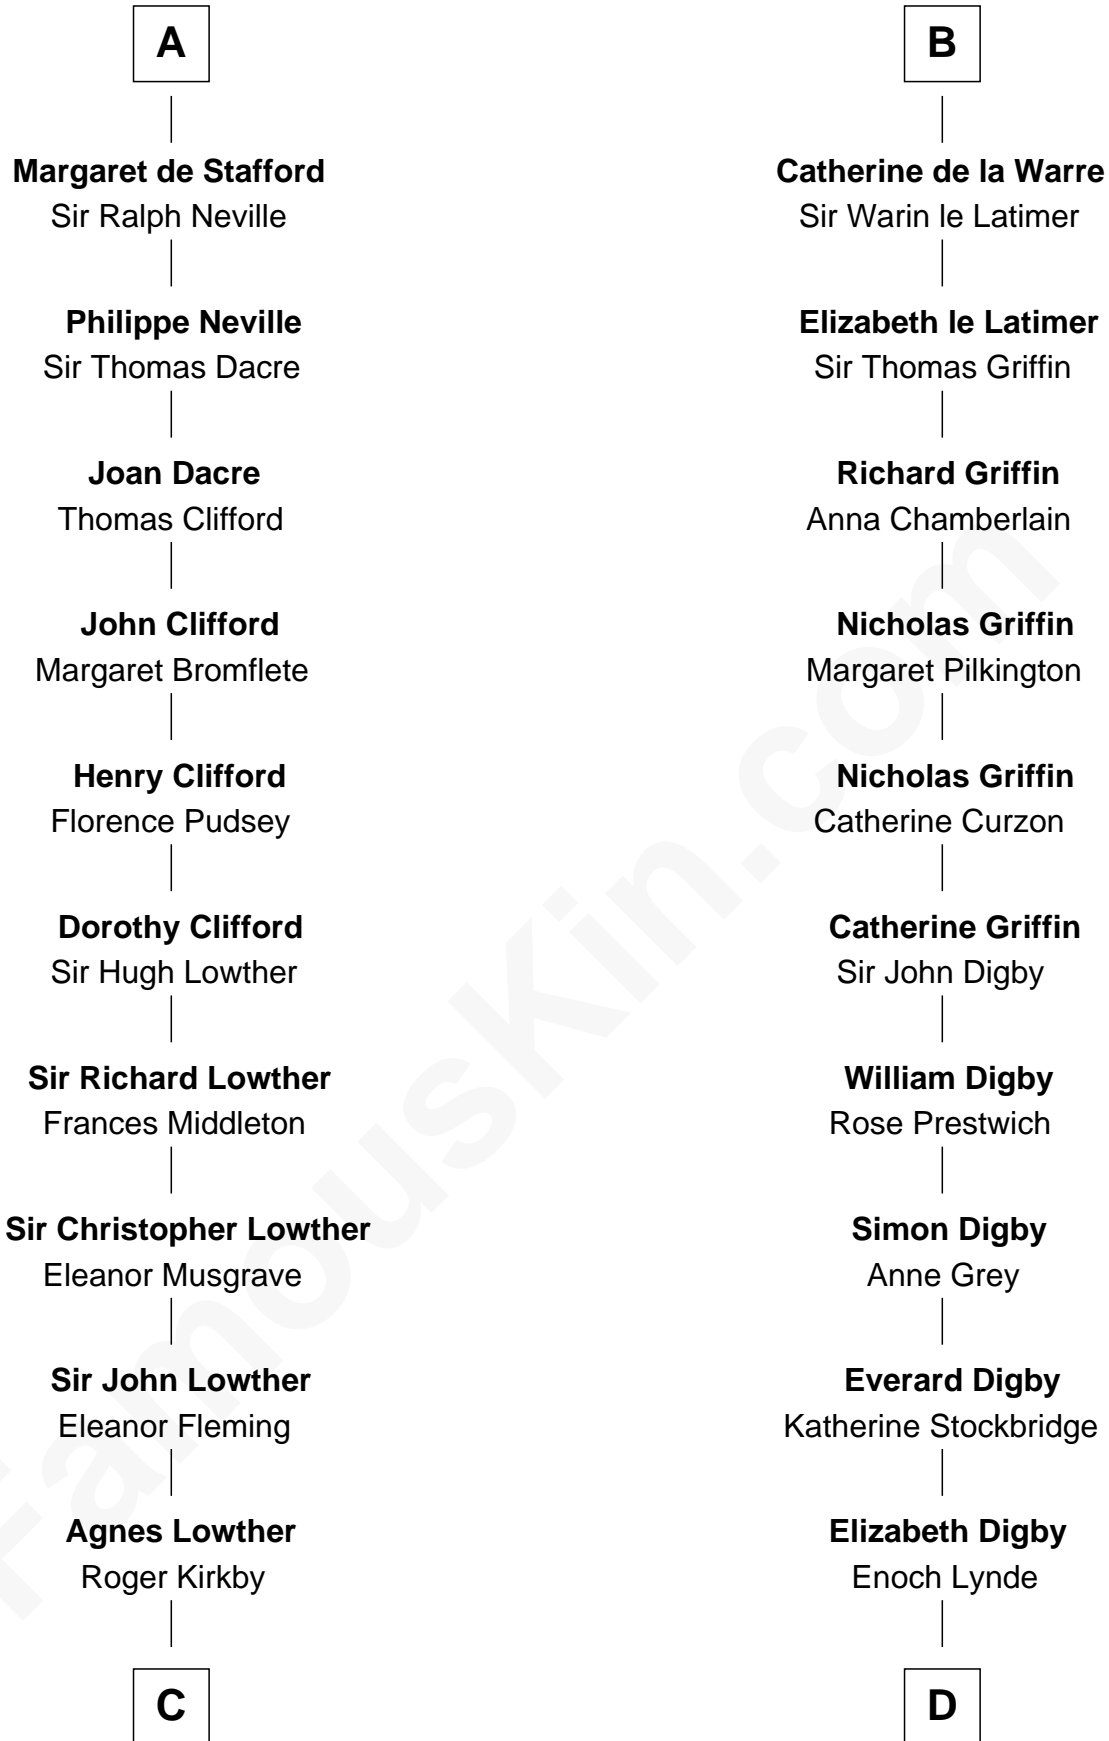 A
Margaret de Stafford
Sir Ralph Neville
Philippe Neville
Sir Thomas Dacre
Joan Dacre
Thomas Clifford
John Clifford
Margaret Bromflete
Henry Clifford
Florence Pudsey
Dorothy Clifford
Sir Hugh Lowther
Sir Richard Lowther
Frances Middleton
Sir Christopher Lowther
Eleanor Musgrave
Sir John Lowther
Eleanor Fleming
Agnes Lowther
Roger Kirkby
C
B
Catherine de la Warre
Sir Warin le Latimer
Elizabeth le Latimer
Sir Thomas Griffin
Richard Griffin
Anna Chamberlain
Nicholas Griffin
Margaret Pilkington
Nicholas Griffin
Catherine Curzon
Catherine Griffin
Sir John Digby
William Digby
Rose Prestwich
Simon Digby
Anne Grey
Everard Digby
Katherine Stockbridge
Elizabeth Digby
Enoch Lynde
D
FamousKin.com